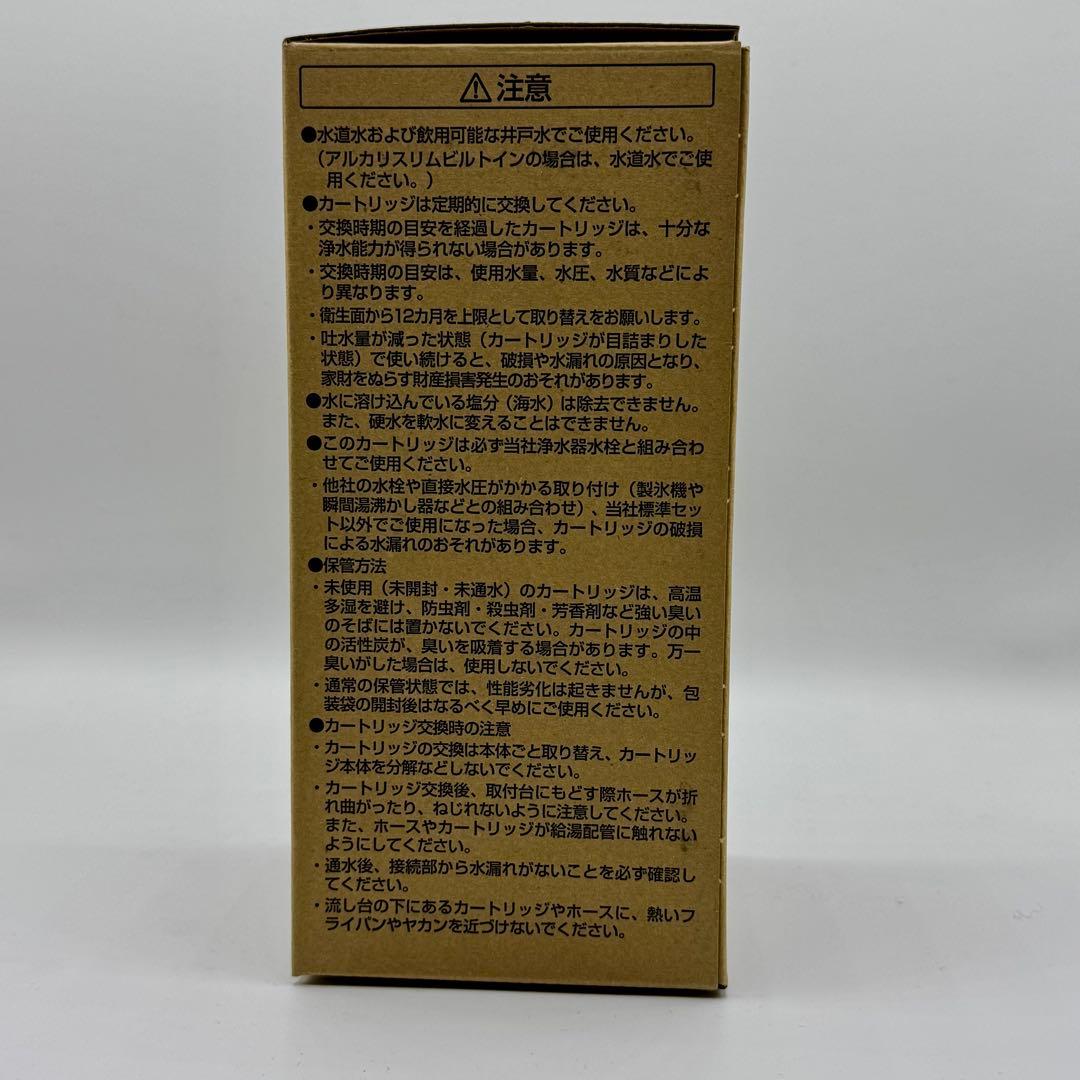 ⚠注意
●水道水および飲用可能な井戸水でご使用ください。
（アルカリスリムビルトインの場合は、水道水でご使
用ください。）
●カートリッジは定期的に交換してください。
・交換時期の目安を経過したカートリッジは、十分な
浄水能力が得られない場合があります。
・交換時期の目安は、使用水量、水圧、水質などによ
り異なります。
・衛生面から12カ月を上限として取り替えをお願いします。
・吐水量が減った状態（カートリッジが目詰まりした
状態）で使い続けると、破損や水漏れの原因となり、
家財をぬらす財産損害発生のおそれがあります。
●水に溶け込んでいる塩分（海水）は除去できません。
また、硬水を軟水に変えることはできません。
●このカートリッジは必ず当社浄水器水栓と組み合わ
せてご使用ください。
・他社の水栓や直接水圧がかかる取り付け（製氷機や
瞬間湯沸かし器などとの組み合わせ）、当社標準セッ
ト以外でご使用になった場合、カートリッジの破損
による水漏れのおそれがあります。
●保管方法
・未使用（未開封・未通水）のカートリッジは、高温
多湿を避け、防虫剤・殺虫剤・芳香剤など強い臭い
のそばには置かないでください。カートリッジの中
の活性炭が、臭いを吸着する場合があります。万一
臭いがした場合は、使用しないでください。
・通常の保管状態では、性能劣化は起きませんが、包
装袋の開封後はなるべく早めにご使用ください。
●カートリッジ交換時の注意
・カートリッジの交換は本体ごと取り替え、カートリッ
ジ本体を分解などしないでください。
・カートリッジ交換後、取付台にもどす際ホースが折
れ曲がったり、ねじれないように注意してください。
また、ホースやカートリッジが給湯配管に触れない
ようにしてください。
・通水後、接続部から水漏れがないことを必ず確認し
てください。
・流し台の下にあるカートリッジやホースに、熱いフ
ライパンやヤカンを近づけないでください。